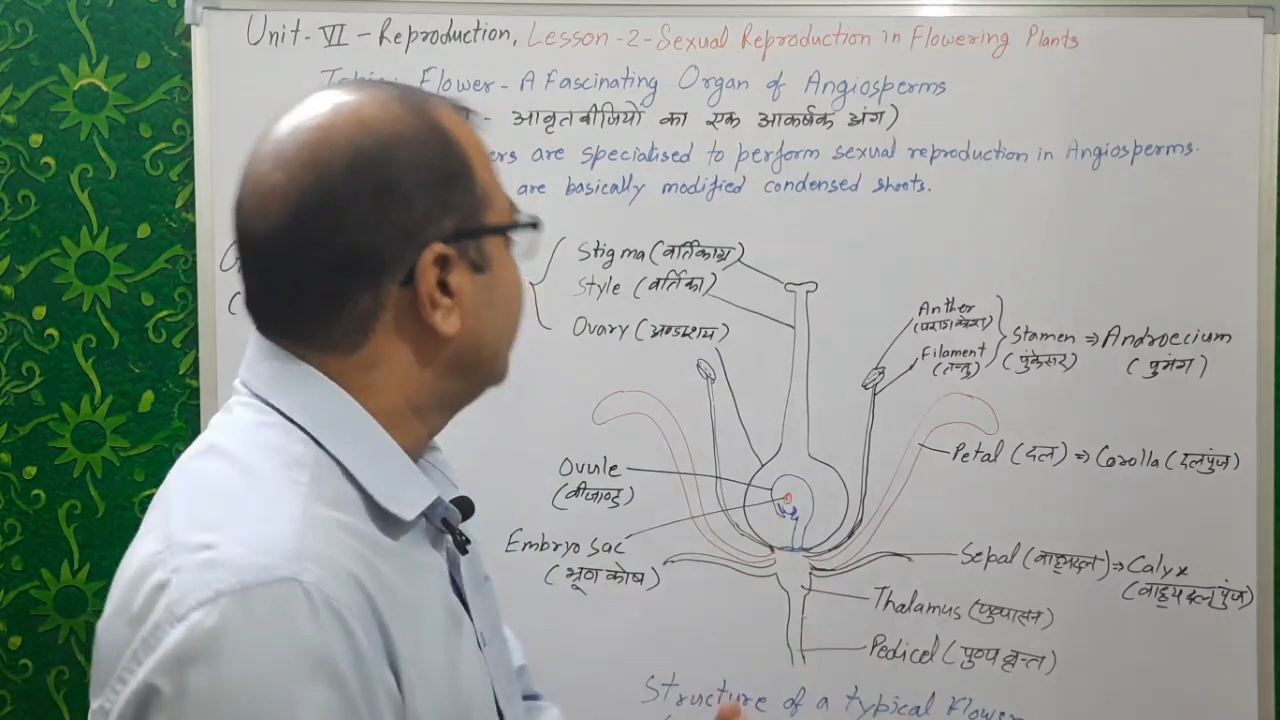 Unit-VI-Reproduction, Lesson-2-Sexual Reproduction in Flowering Plants
Flower-A Fascinating Organ of Angiosperms
- आवृतबीजियों का एक आकर्षक अंग)
ers are specialised to perform sexual reproduction in Angiosperms.
are basically modified condensed shoots.
Stigma (वर्तिकाग्र)
Style (वर्तिका)
Ovary (अण्डाशय)
Anther
(परागकोश)
Filament
(तन्तु)
Stamen ⇒ Androecium
(पुंकेसर) (पुमंग)
Petal (दल) ⇒ Corolla (दलपुंज)
Ovule
(बीजाण्ड)
Embryo sac
(भूण कोष)
Sepal (बाह्यदल) ⇒ Calyx
(बाह्यदलपुंज)
Thalamus (पुष्पासन)
Pedicel (पुष्प वृन्त)
Structure of a typical Flower